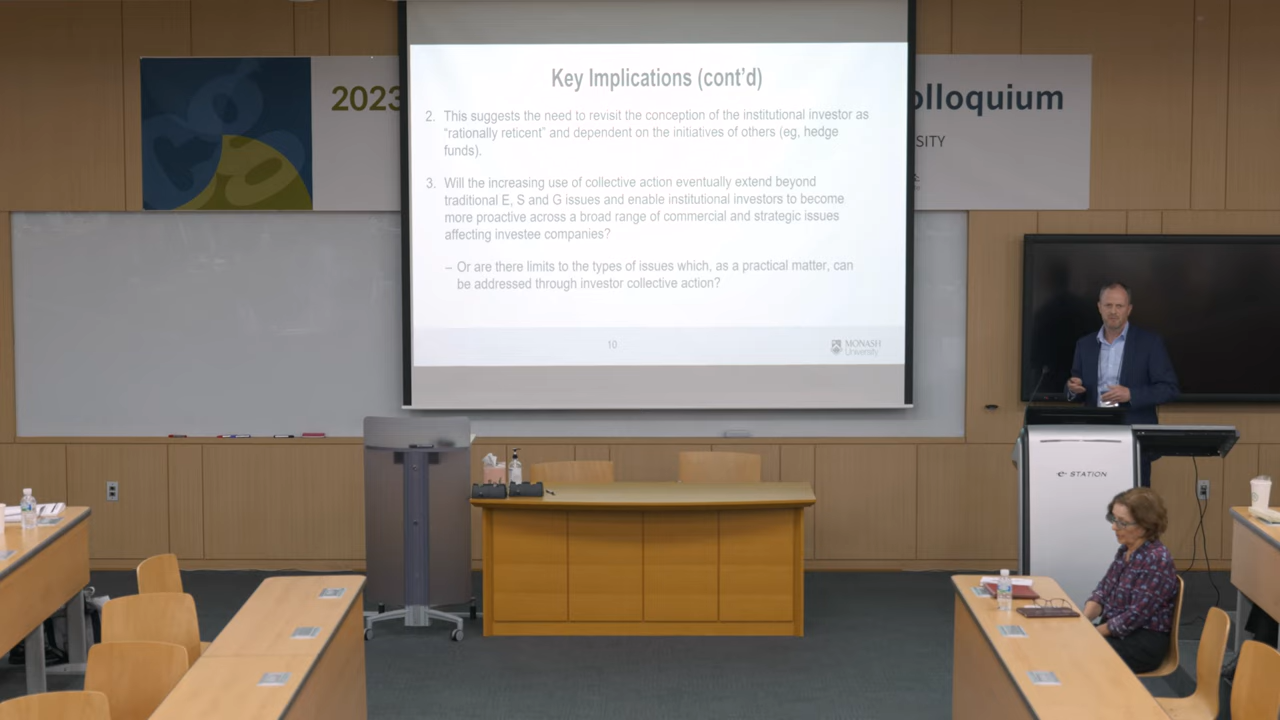 2023
olloquium
SITY
Key Implications (cont'd)
2. This suggests the need to revisit the conception of the institutional investor as
"rationally reticent" and dependent on the initiatives of others (eg, hedge
funds).
3. Will the increasing use of collective action eventually extend beyond
traditional E, S and G issues and enable institutional investors to become
more proactive across a broad range of commercial and strategic issues
affecting investee companies?
– Or are there limits to the types of issues which, as a practical matter, can
be addressed through investor collective action?
10
MONASH
University
e-STATION